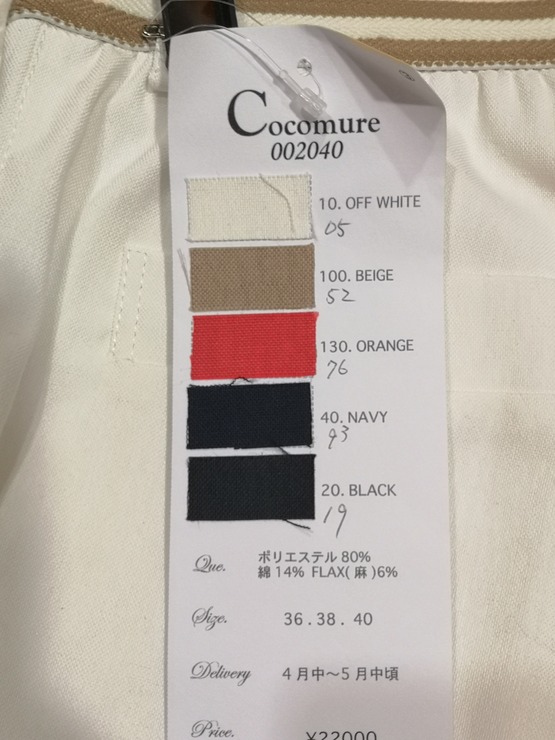 Cocomure
002040
10. OFF WHITE
05
100. BEIGE
52
130. ORANGE
76
40. NAVY
93
20. BLACK
19
Que. ポリエステル 80%
綿 14% FLAX( 麻 )6%
Size. 36 . 38 . 40
Delivery 4 月中〜5 月中頃
Price. ¥22000